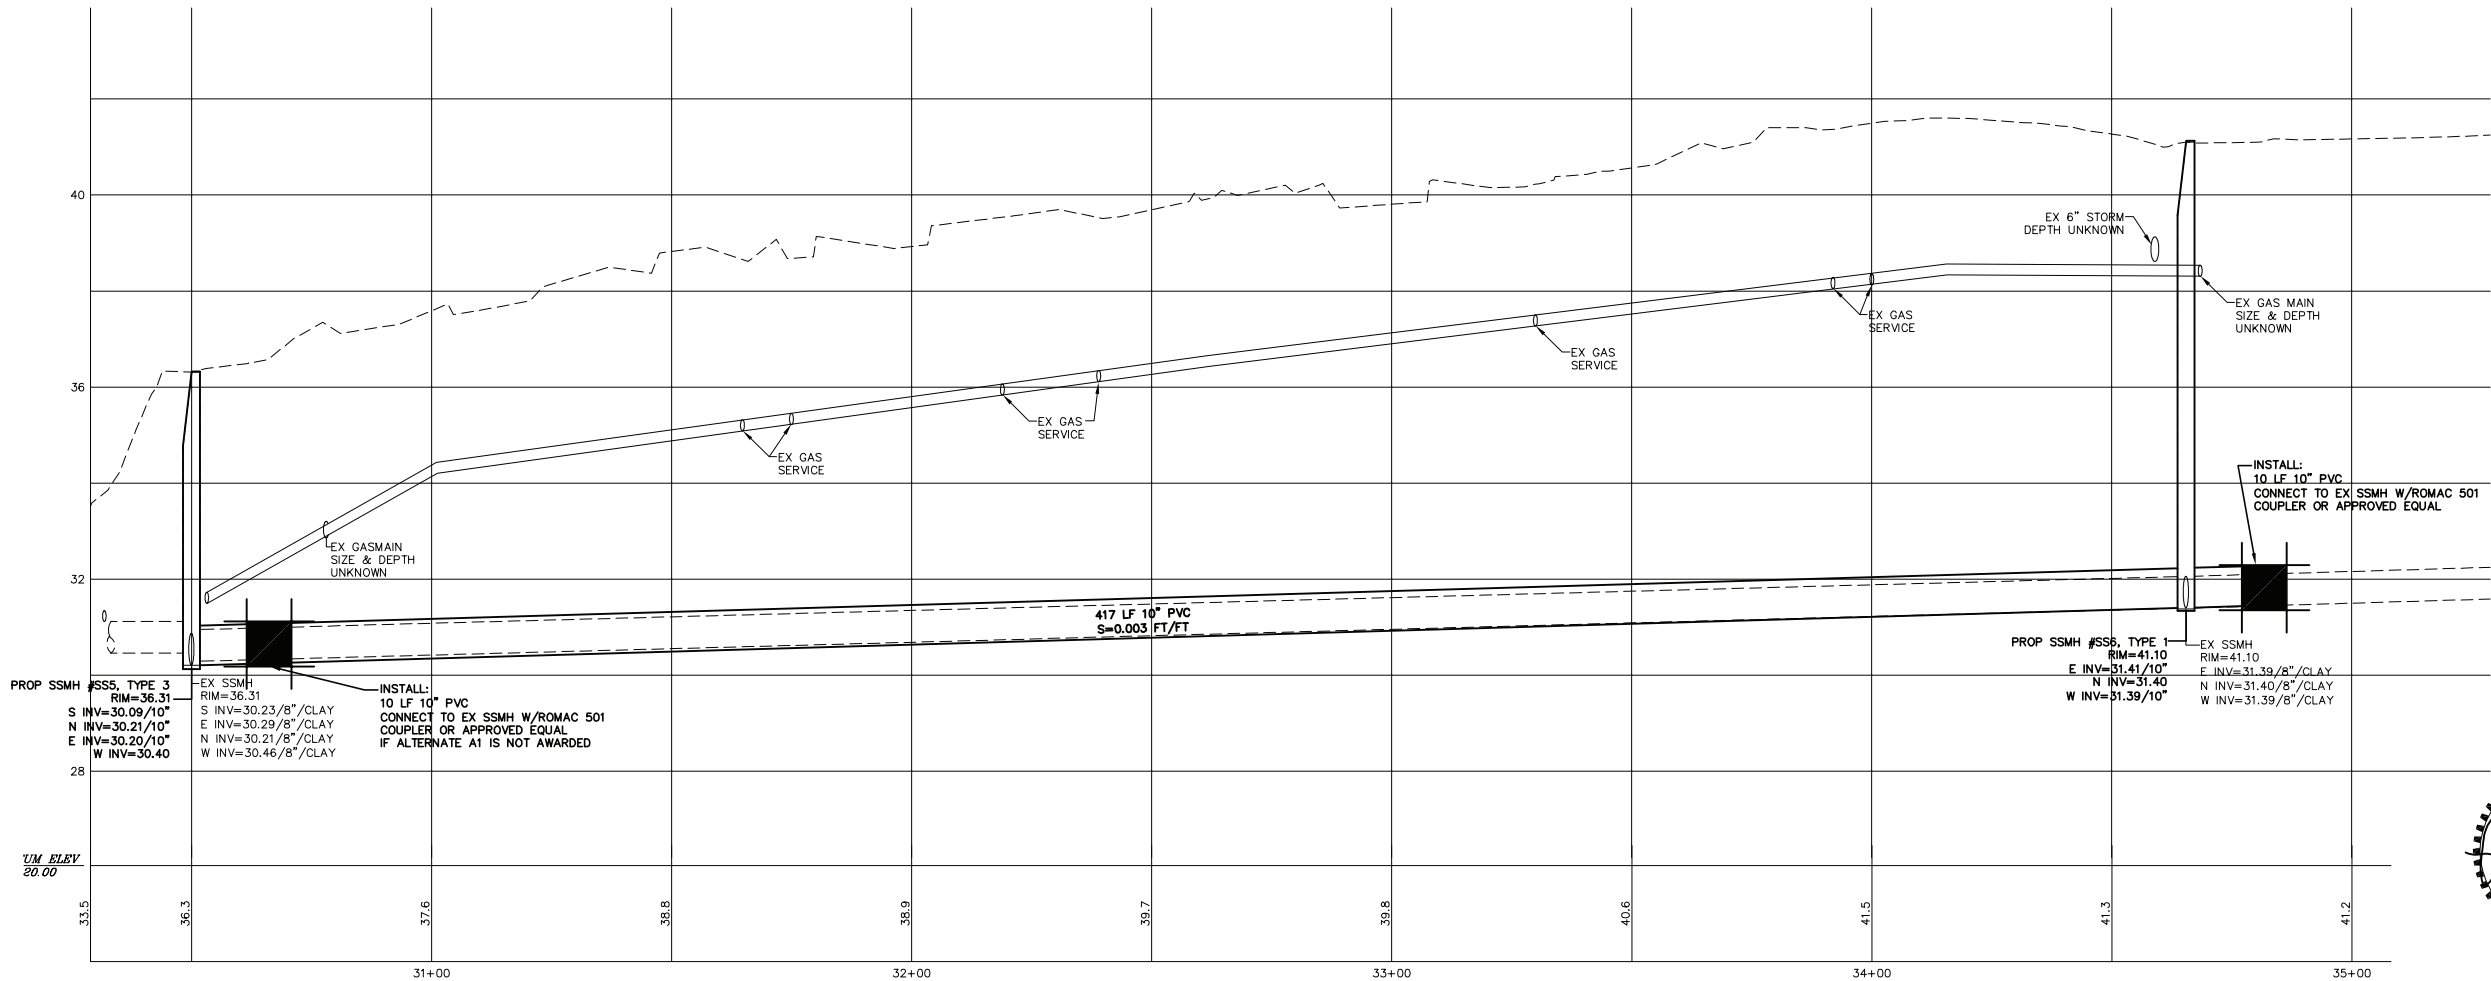 40
36
32
28
'UM ELEV
20.00
EX 6" STORM
DEPTH UNKNOWN
EX GAS MAIN
SIZE & DEPTH
UNKNOWN
EX GAS
SERVICE
EX GAS
SERVICE
EX GAS
SERVICE
EX GAS
SERVICE
EX GASMAIN
SIZE & DEPTH
UNKNOWN
INSTALL:
10 LF 10" PVC
CONNECT TO EX SSMH W/ROMAC 501
COUPLER OR APPROVED EQUAL
417 LF 10" PVC
S=0.003 FT/FT
PROP SSMH #SS5, TYPE 3
RIM=36.31
S INV=30.09/10"
N INV=30.21/10"
E INV=30.20/10"
W INV=30.40
EX SSMH
RIM=36.31
S INV=30.23/8"/CLAY
E INV=30.29/8"/CLAY
N INV=30.21/8"/CLAY
W INV=30.46/8"/CLAY
INSTALL:
10 LF 10" PVC
CONNECT TO EX SSMH W/ROMAC 501
COUPLER OR APPROVED EQUAL
IF ALTERNATE A1 IS NOT AWARDED
PROP SSMH #SS6, TYPE 1
RIM=41.10
E INV=31.41/10"
N INV=31.40
W INV=31.39/10"
EX SSMH
RIM=41.10
E INV=31.39/8"/CLAY
N INV=31.40/8"/CLAY
W INV=31.39/8"/CLAY
33.5
36.3
37.6
38.8
38.9
39.7
39.8
40.6
41.5
41.3
41.2
31+00
32+00
33+00
34+00
35+00